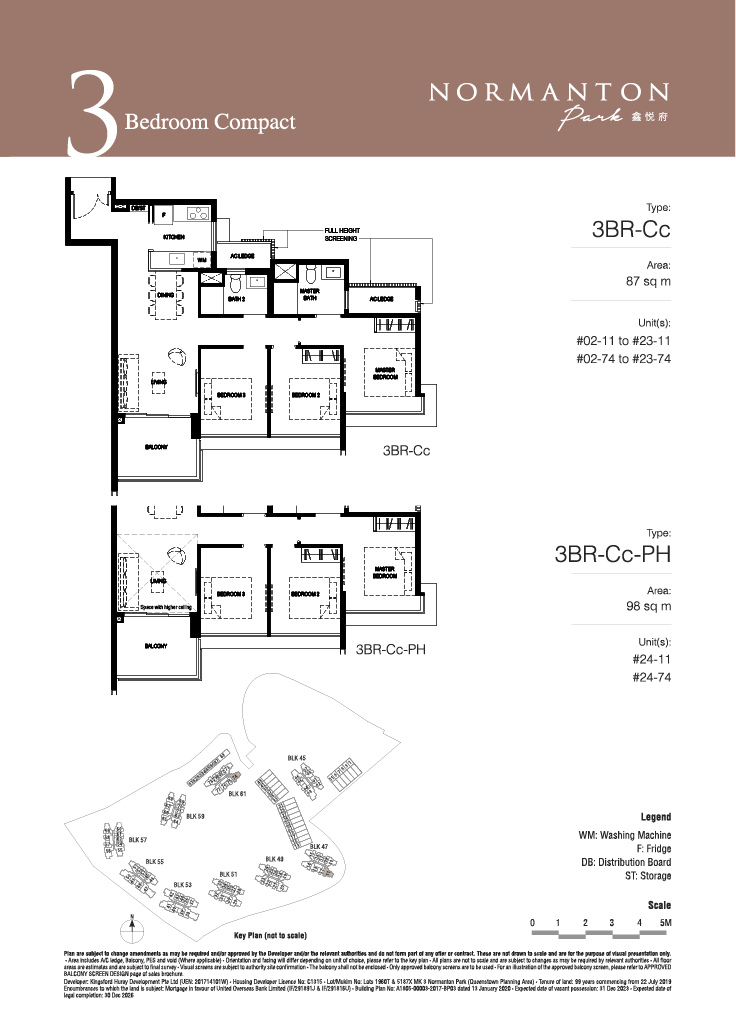 3
Bedroom Compact
NORMANTON
Park 鑫悦府
DB/ST
F
KITCHEN
WM
AC LEDGE
FULL HEIGHT
SCREENING
DINING
BATH 2
MASTER
BATH
AC LEDGE
LIVING
BEDROOM 3
BEDROOM 2
MASTER
BEDROOM
BALCONY
3BR-Cc
Type:
3BR-Cc
Area:
87 sq m
Unit(s):
#02-11 to #23-11
#02-74 to #23-74
LIVING
Space with higher ceiling
BEDROOM 3
BEDROOM 2
MASTER
BEDROOM
BALCONY
3BR-Cc-PH
Type:
3BR-Cc-PH
Area:
98 sq m
Unit(s):
#24-11
#24-74
BLK 45
BLK 61
BLK 59
BLK 57
BLK 55
BLK 53
BLK 51
BLK 49
BLK 47
N
Key Plan (not to scale)
Legend
WM: Washing Machine
F: Fridge
DB: Distribution Board
ST: Storage
Scale
0 1 2 3 4 5M
Plan are subject to change amendments as may be required and/or approved by the Developer and/or the relevant authorities and do not form part of any offer or contract. These are not drawn to scale and are for the purpose of visual presentation only.
- Area includes A/C ledge, Balcony, PES and void (Where applicable) - Orientation and facing will differ depending on unit of choice, please refer to the key plan - All plans are not to scale and are subject to changes as may be required by relevant authorities - All floor
areas are estimates and are subject to final survey - Visual screens are subject to authority site confirmation - The balcony shall not be enclosed - Only approved balcony screens are to be used - For an illustration of the approved balcony screen, please refer to APPROVED
BALCONY SCREEN DESIGN page of sales brochure.
Developer: Kingsford Huray Development Pte Ltd (UEN: 201714101W) - Housing Developer Licence No: C1315 - Lot/Mukim No: Lots 1960T & 5187X MK 3 Normanton Park (Queenstown Planning Area) - Tenure of land: 99 years commencing from 22 July 2019
Encumbrances to which the land is subject: Mortgage in favour of United Overseas Bank Limited (IF/291891J & IF/291916U) - Building Plan No: A1805-00003-2017-BP03 dated 13 January 2020 - Expected date of vacant possession: 31 Dec 2023 - Expected date of
legal completion: 30 Dec 2026